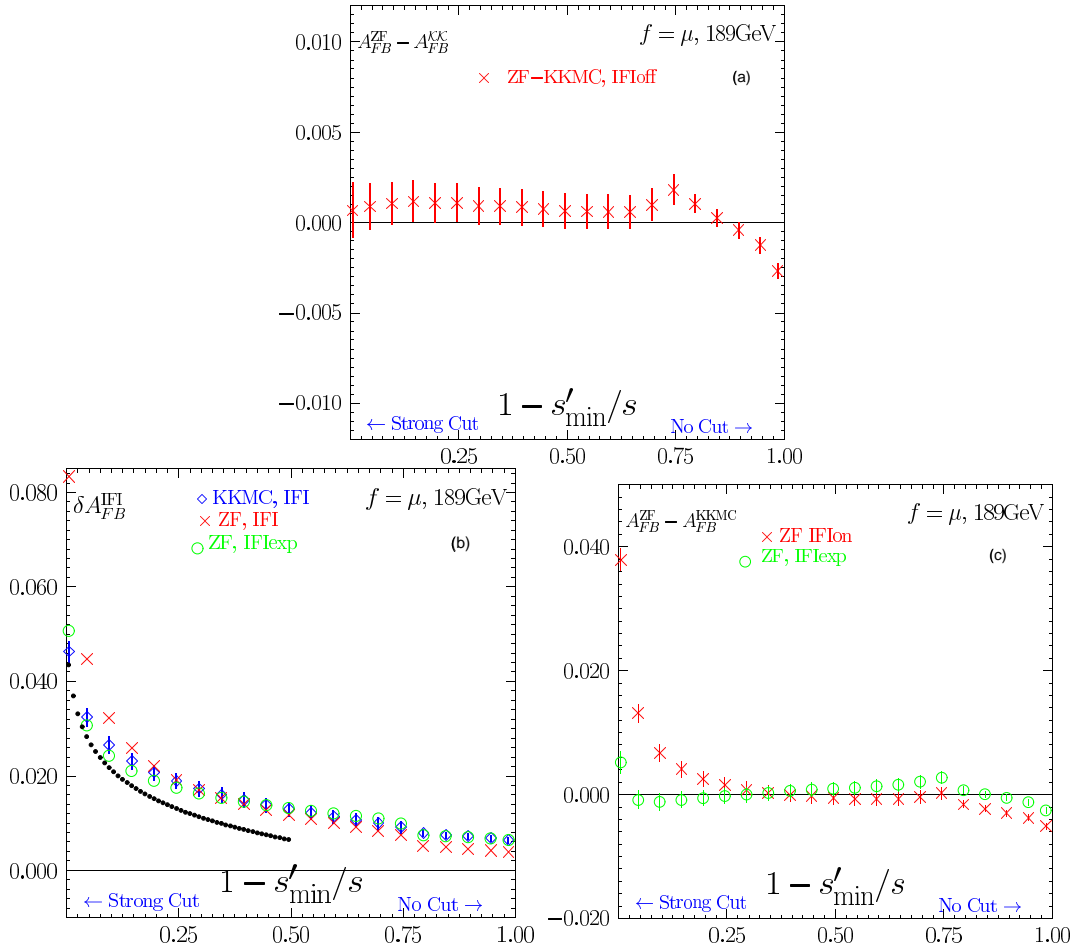 A_FB^ZF − A_FB^KK f = μ, 189GeV
× ZF−KKMC, IFIoff (a)
0.010
0.005
0.000
−0.005
−0.010
1 − s′_min/s
← Strong Cut No Cut →
0.25 0.50 0.75 1.00
δA_FB^IFI f = μ, 189GeV
◇ KKMC, IFI
× ZF, IFI
○ ZF, IFIexp
(b)
0.080
0.060
0.040
0.020
0.000
1 − s′_min/s
← Strong Cut No Cut →
0.25 0.50 0.75 1.00
A_FB^ZF − A_FB^KKMC f = μ, 189GeV
× ZF IFIon
○ ZF, IFIexp
(c)
0.040
0.020
0.000
−0.020
1 − s′_min/s
← Strong Cut No Cut →
0.25 0.50 0.75 1.00